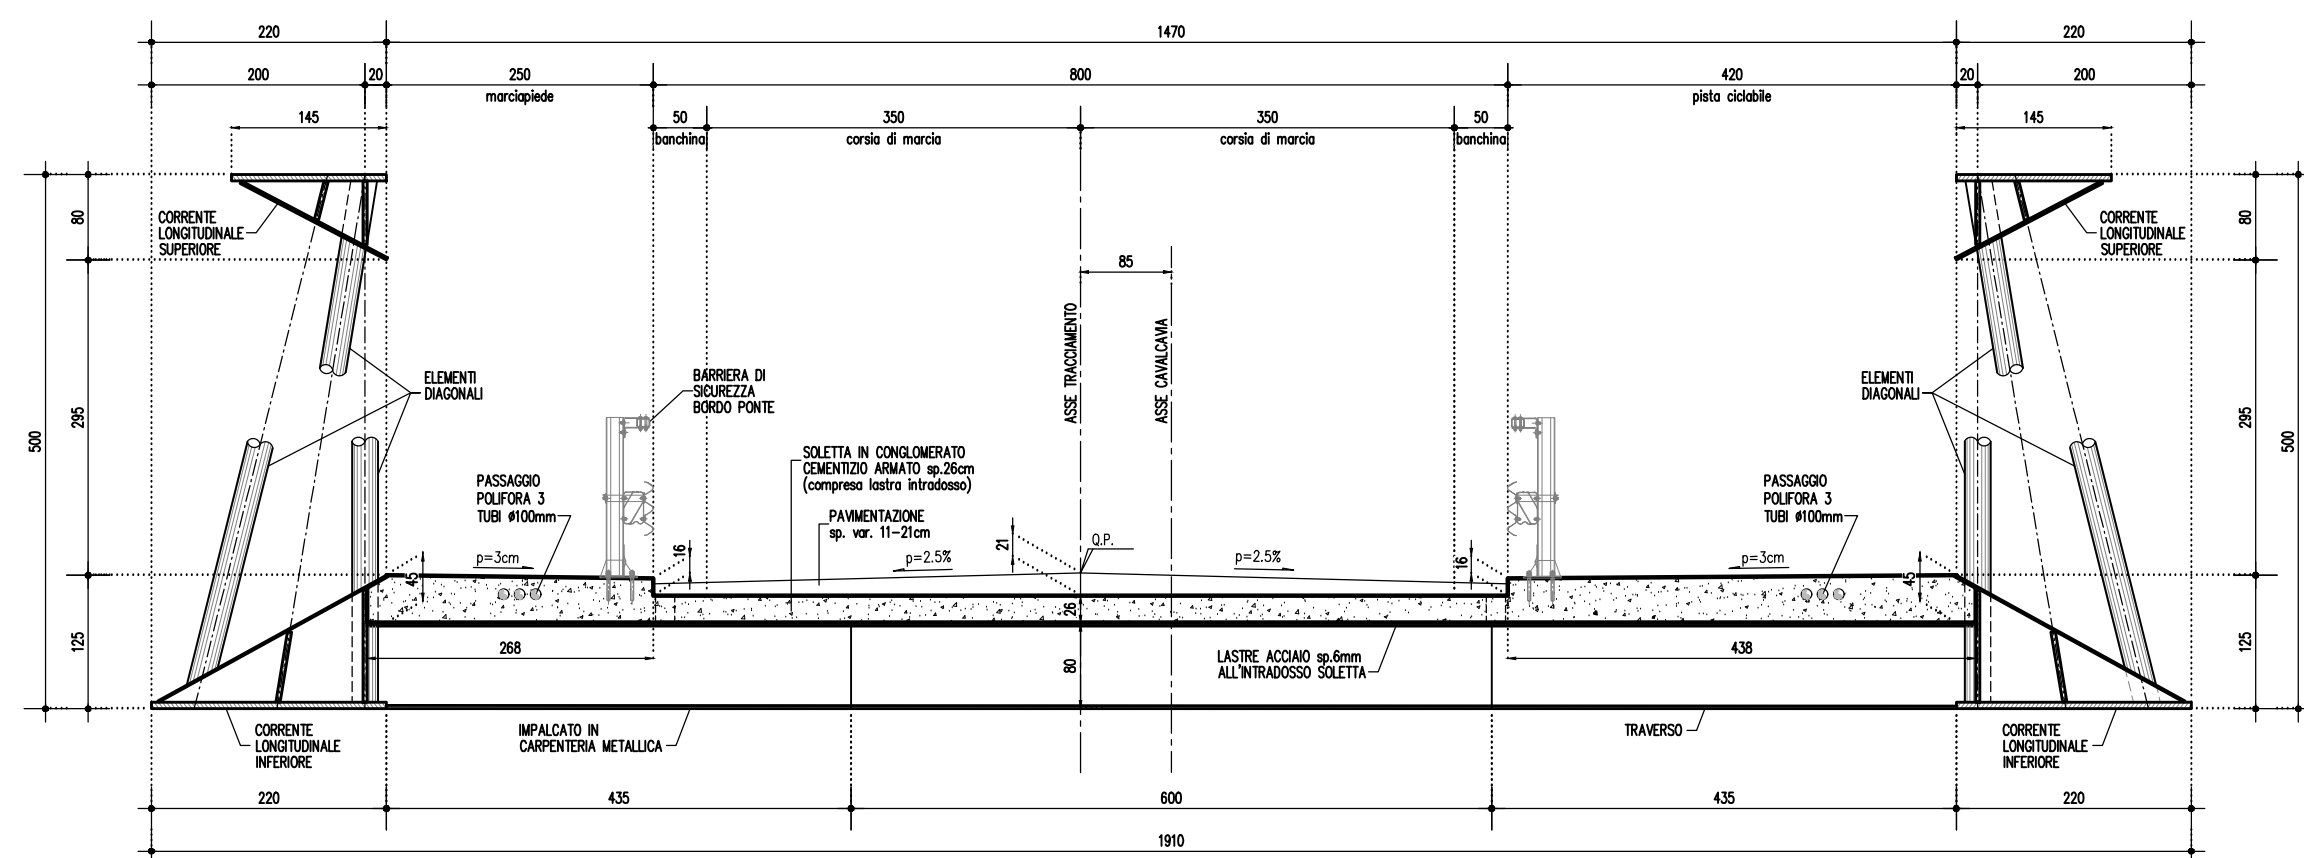 220
1470
220
200
20
250
800
420
20
200
marciapiede
pista ciclabile
145
50
350
350
50
145
banchina
corsia di marcia
corsia di marcia
banchina
80
CORRENTE
LONGITUDINALE
SUPERIORE
CORRENTE
LONGITUDINALE
SUPERIORE
80
85
ASSE TRACCIAMENTO
ASSE CAVALCAVIA
500
295
ELEMENTI
DIAGONALI
BARRIERA DI
SICUREZZA
BORDO PONTE
ELEMENTI
DIAGONALI
295
500
SOLETTA IN CONGLOMERATO
CEMENTIZIO ARMATO sp.26cm
(compresa lastra intradosso)
PASSAGGIO
POLIFORA 3
TUBI ø100mm
PASSAGGIO
POLIFORA 3
TUBI ø100mm
PAVIMENTAZIONE
sp. var. 11-21cm
21
Q.P.
16
16
p=3cm
p=2.5%
p=2.5%
p=3cm
45
45
26
125
268
80
LASTRE ACCIAIO sp.6mm
ALL'INTRADOSSO SOLETTA
438
125
CORRENTE
LONGITUDINALE
INFERIORE
IMPALCATO IN
CARPENTERIA METALLICA
TRAVERSO
CORRENTE
LONGITUDINALE
INFERIORE
220
435
600
435
220
1910